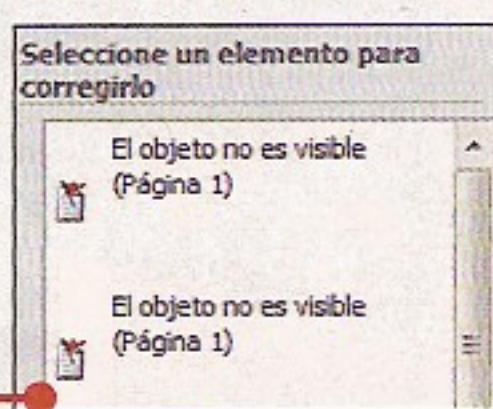 Seleccione un elemento para
corregirlo
El objeto no es visible
(Página 1)
El objeto no es visible
(Página 1)